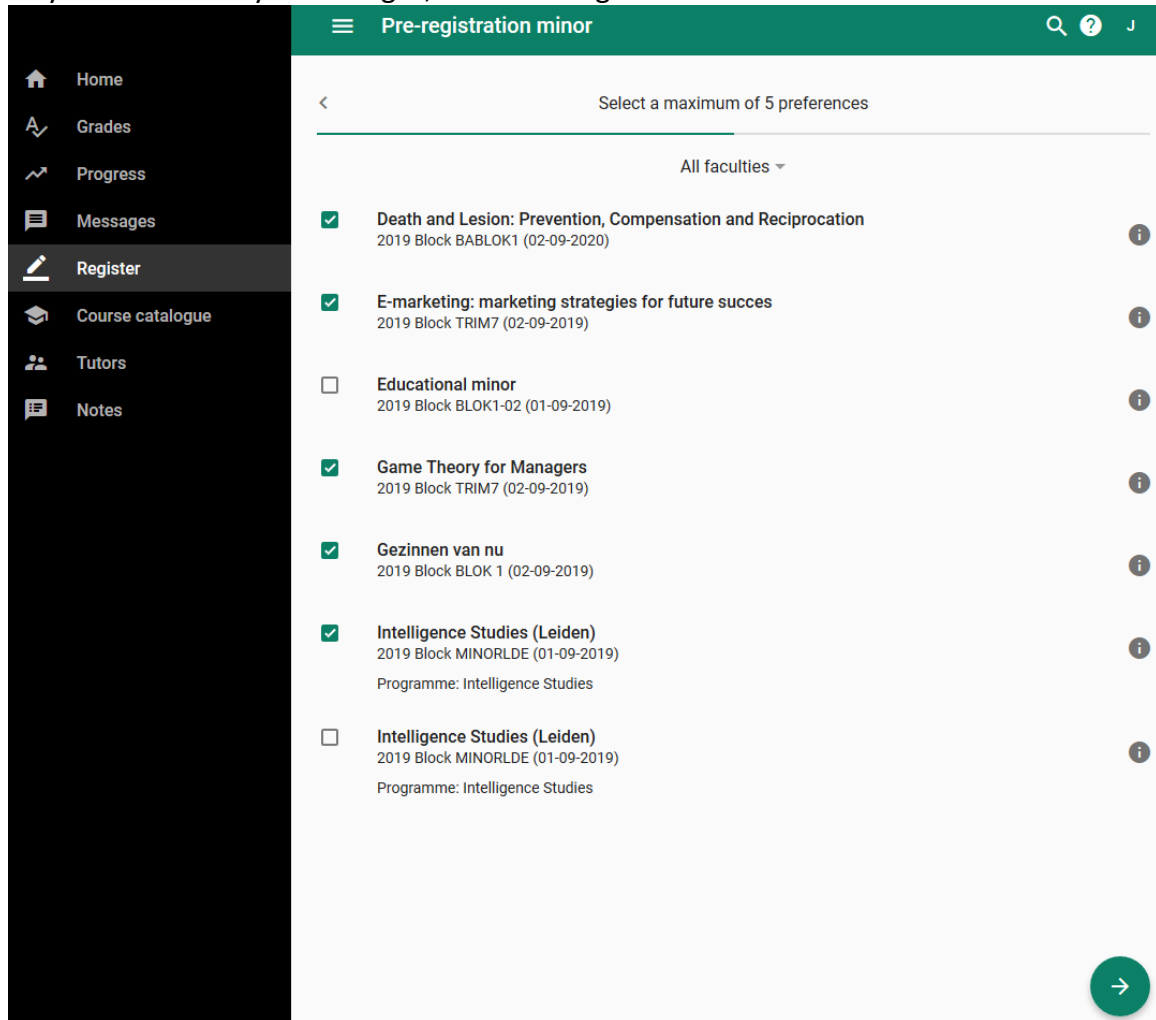 Pre-registration minor
J
Home
Grades
Progress
Messages
Register
Course catalogue
Tutors
Notes
Select a maximum of 5 preferences
All faculties
Death and Lesion: Prevention, Compensation and Reciprocation
2019 Block BABLOK1 (02-09-2020)
E-marketing: marketing strategies for future succes
2019 Block TRIM7 (02-09-2019)
Educational minor
2019 Block BLOK1-02 (01-09-2019)
Game Theory for Managers
2019 Block TRIM7 (02-09-2019)
Gezinnen van nu
2019 Block BLOK 1 (02-09-2019)
Intelligence Studies (Leiden)
2019 Block MINORLDE (01-09-2019)
Programme: Intelligence Studies
Intelligence Studies (Leiden)
2019 Block MINORLDE (01-09-2019)
Programme: Intelligence Studies